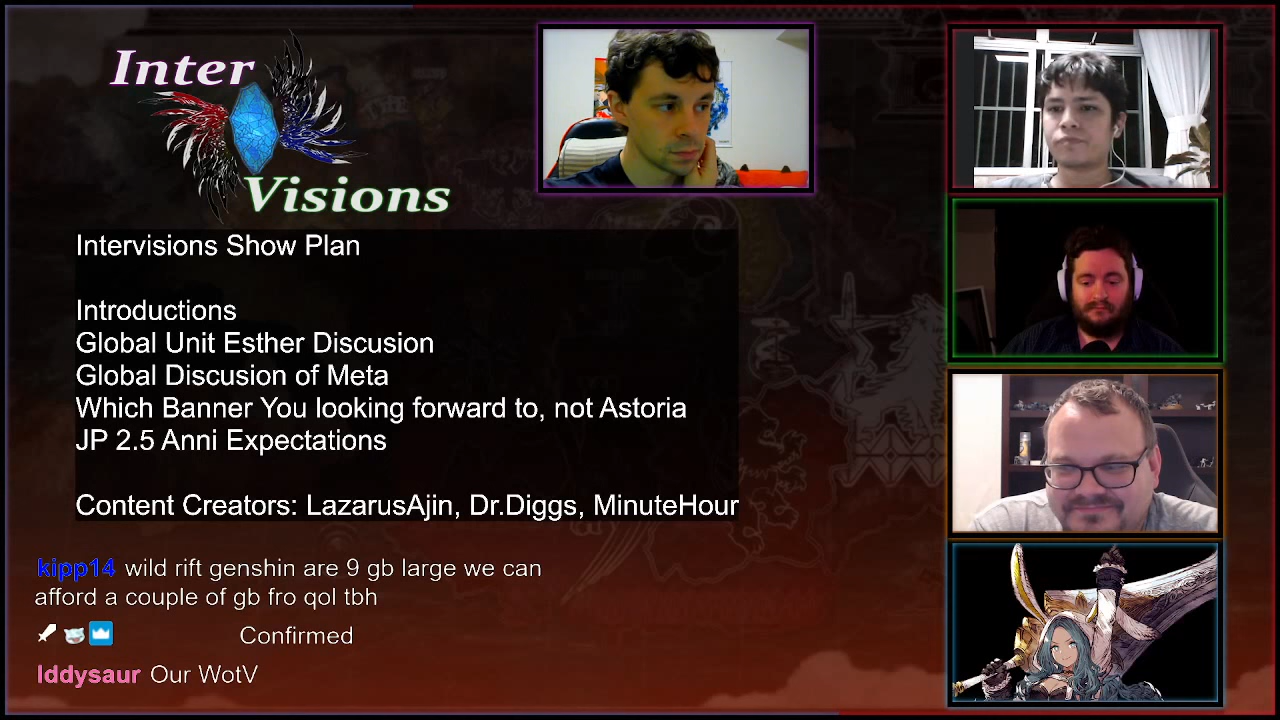 Inter
Visions
Intervisions Show Plan
Introductions
Global Unit Esther Discusion
Global Discusion of Meta
Which Banner You looking forward to, not Astoria
JP 2.5 Anni Expectations
Content Creators: LazarusAjin, Dr.Diggs, MinuteHour
kipp14 wild rift genshin are 9 gb large we can
afford a couple of gb fro qol tbh
Confirmed
Iddysaur Our WotV